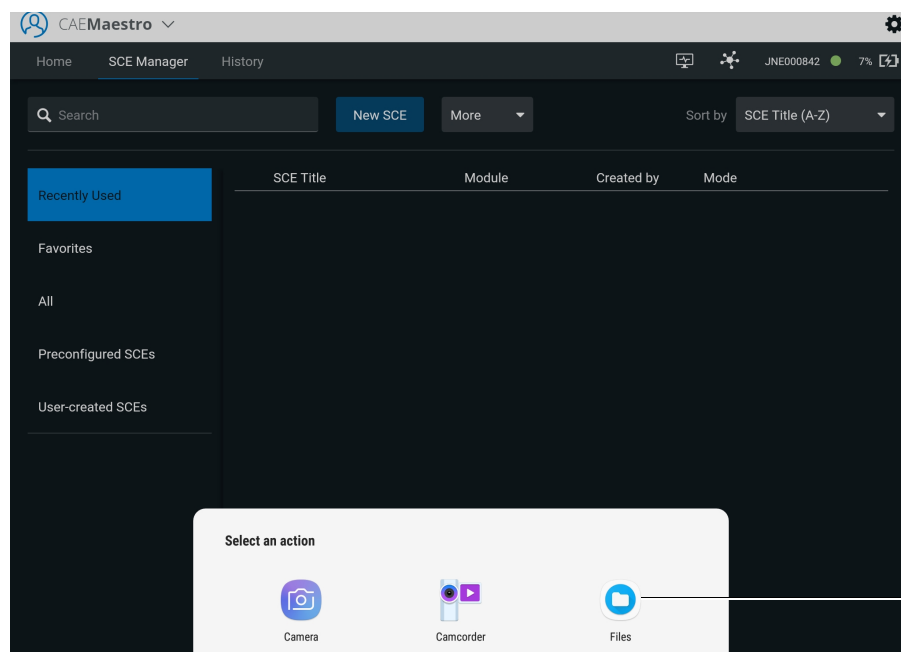 CAEMaestro
Home SCE Manager History JNE000842 7%
Search New SCE More Sort by SCE Title (A-Z)
SCE Title Module Created by Mode
Recently Used
Favorites
All
Preconfigured SCEs
User-created SCEs
Select an action
Camera Camcorder Files